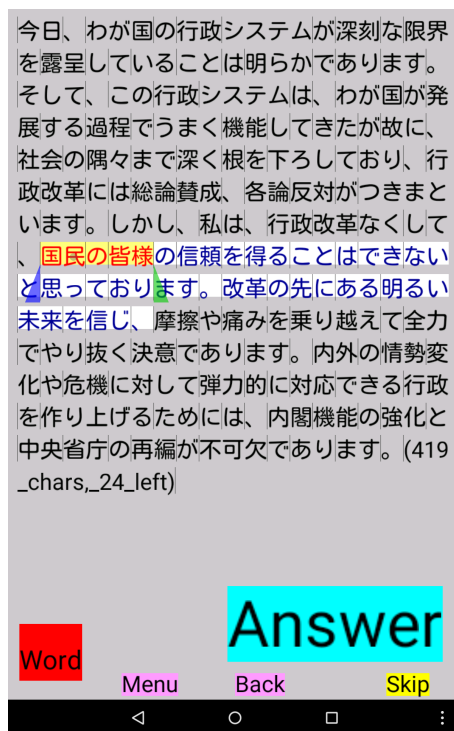 今日、わが国の行政システムが深刻な限界
を露呈していることは明らかであります。
そして、この行政システムは、わが国が発
展する過程でうまく機能してきたが故に、
社会の隅々まで深く根を下ろしており、行
政改革には総論賛成、各論反対がつきまと
います。しかし、私は、行政改革なくして
、国民の皆様の信頼を得ることはできない
と思っております。改革の先にある明るい
未来を信じ、摩擦や痛みを乗り越えて全力
でやり抜く決意であります。内外の情勢変
化や危機に対して弾力的に対応できる行政
を作り上げるためには、内閣機能の強化と
中央省庁の再編が不可欠であります。(419
_chars,_24_left)
Answer
Word
Menu Back Skip